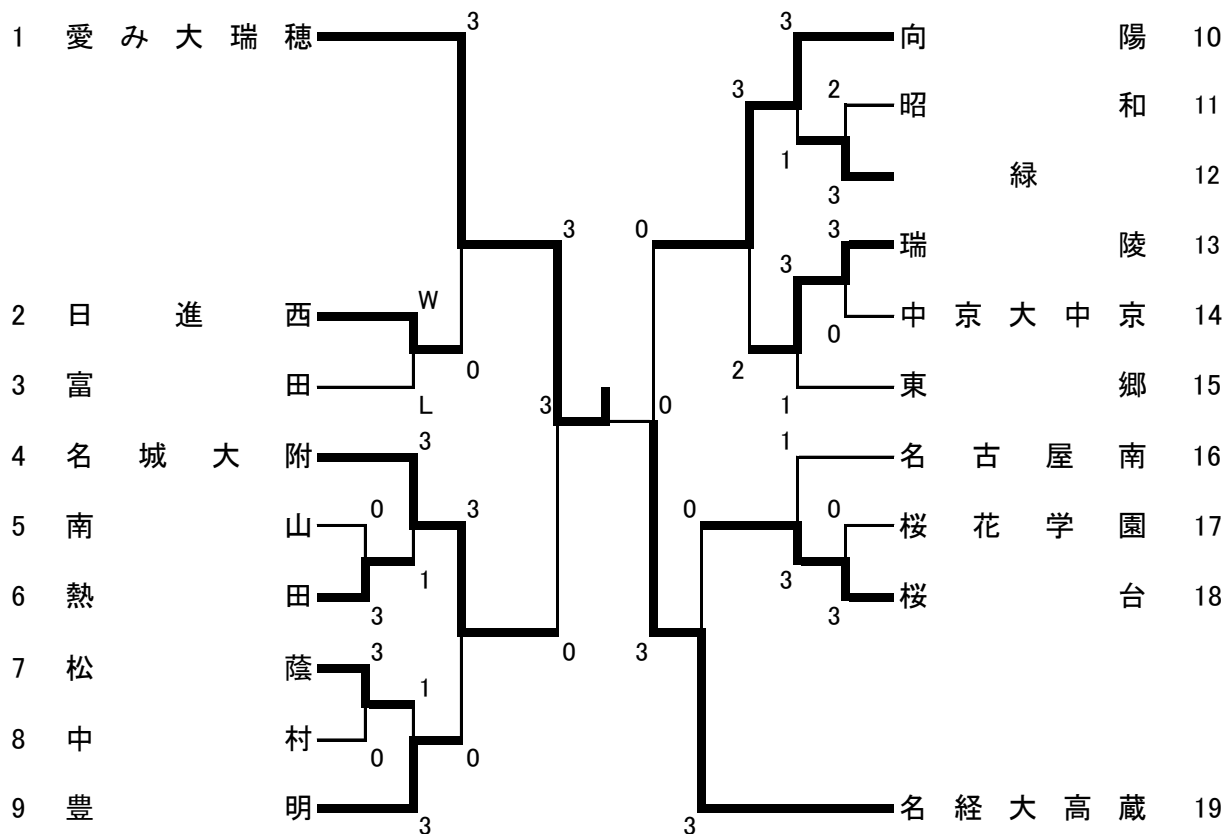 1 愛み大瑞穂
2 日進西
3 富田
4 名城大附
5 南山
6 熱田
7 松蔭
8 中村
9 豊明
3
W
0
L
3
0
3
1
3
3
1
0
0
3
3
3
0
0
0
3
3
3
2
1
3
3
3
0
2
1
1
0
0
3
3
3
向陽 10
昭和 11
緑 12
瑞陵 13
中京大中京 14
東郷 15
名古屋南 16
桜花学園 17
桜台 18
名経大高蔵 19